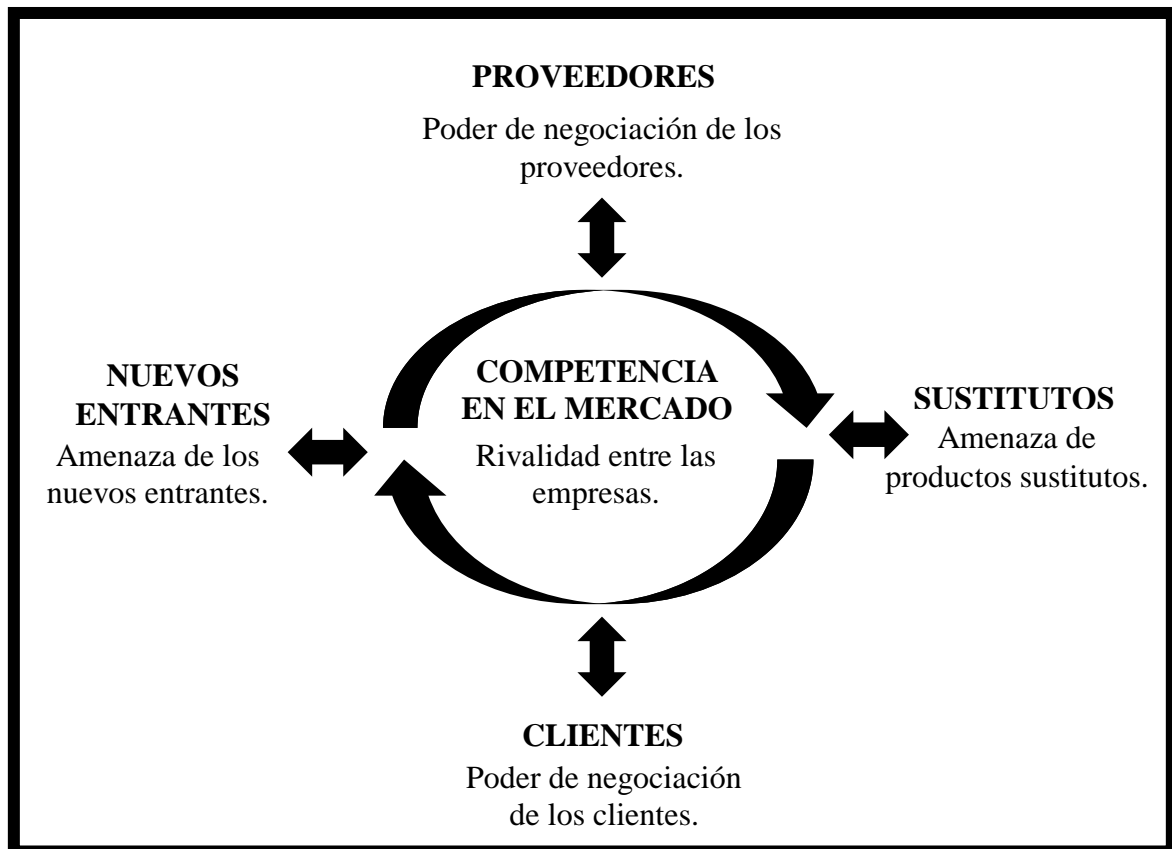 PROVEEDORES
Poder de negociación de los
proveedores.
NUEVOS
ENTRANTES
Amenaza de los
nuevos entrantes.
COMPETENCIA
EN EL MERCADO
Rivalidad entre las
empresas.
SUSTITUTOS
Amenaza de
productos sustitutos.
CLIENTES
Poder de negociación
de los clientes.